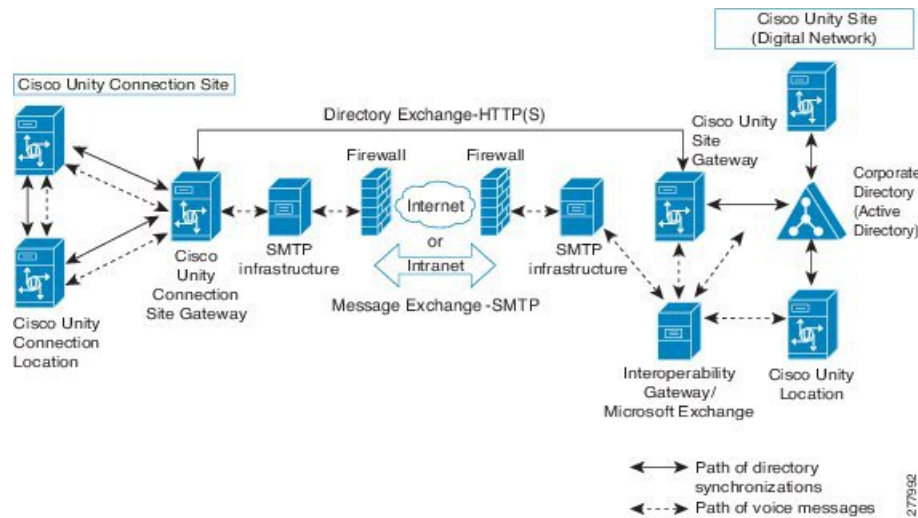 Cisco Unity Site
(Digital Network)
Cisco Unity Connection Site
Directory Exchange-HTTP(S)
Cisco Unity
Site
Gateway
Firewall
Firewall
Corporate
Directory
(Active
Directory)
Internet
or
Intranet
SMTP
infrastructure
SMTP
infrastructure
Cisco
Unity
Connection
Site Gateway
Message Exchange -SMTP
Cisco Unity
Connection
Location
Interoperability
Gateway/
Microsoft Exchange
Cisco Unity
Location
Path of directory
synchronizations
Path of voice messages
277992